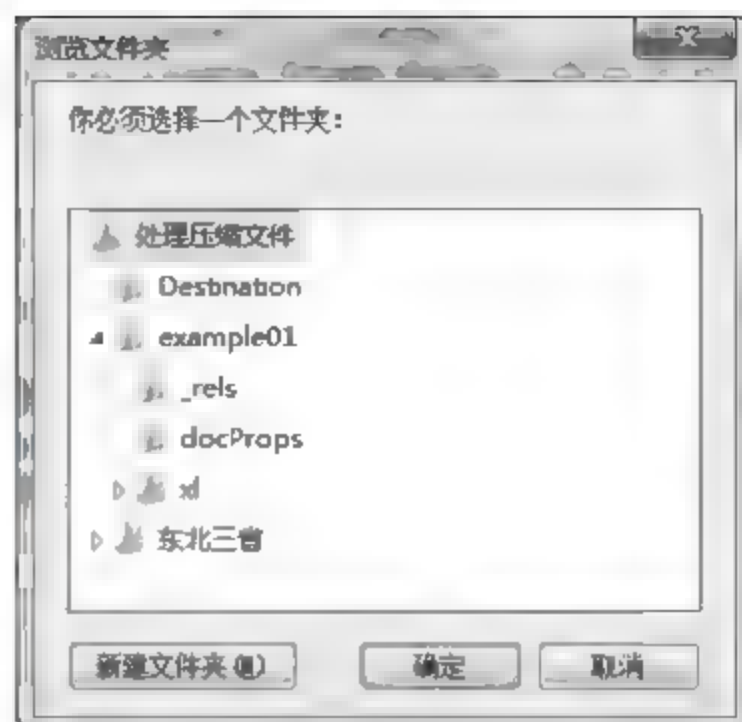 浏览文件夹
你必须选择一个文件夹:
处理压缩文件
Destination
example01
_rels
docProps
xl
东北三省
新建文件夹(N)
确定
取消